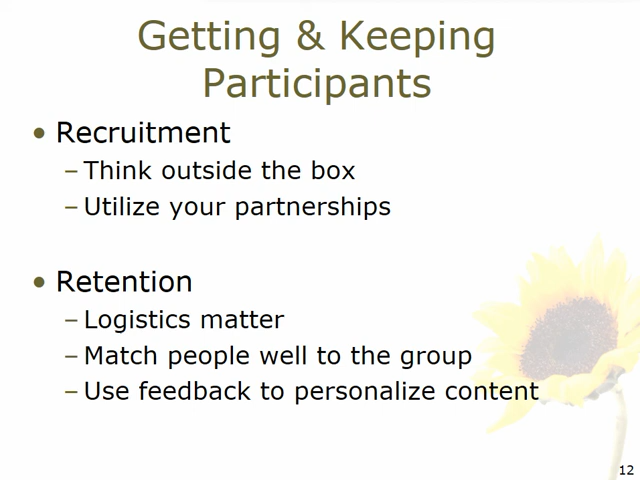 Getting & Keeping
Participants
• Recruitment
– Think outside the box
– Utilize your partnerships
• Retention
– Logistics matter
– Match people well to the group
– Use feedback to personalize content
12